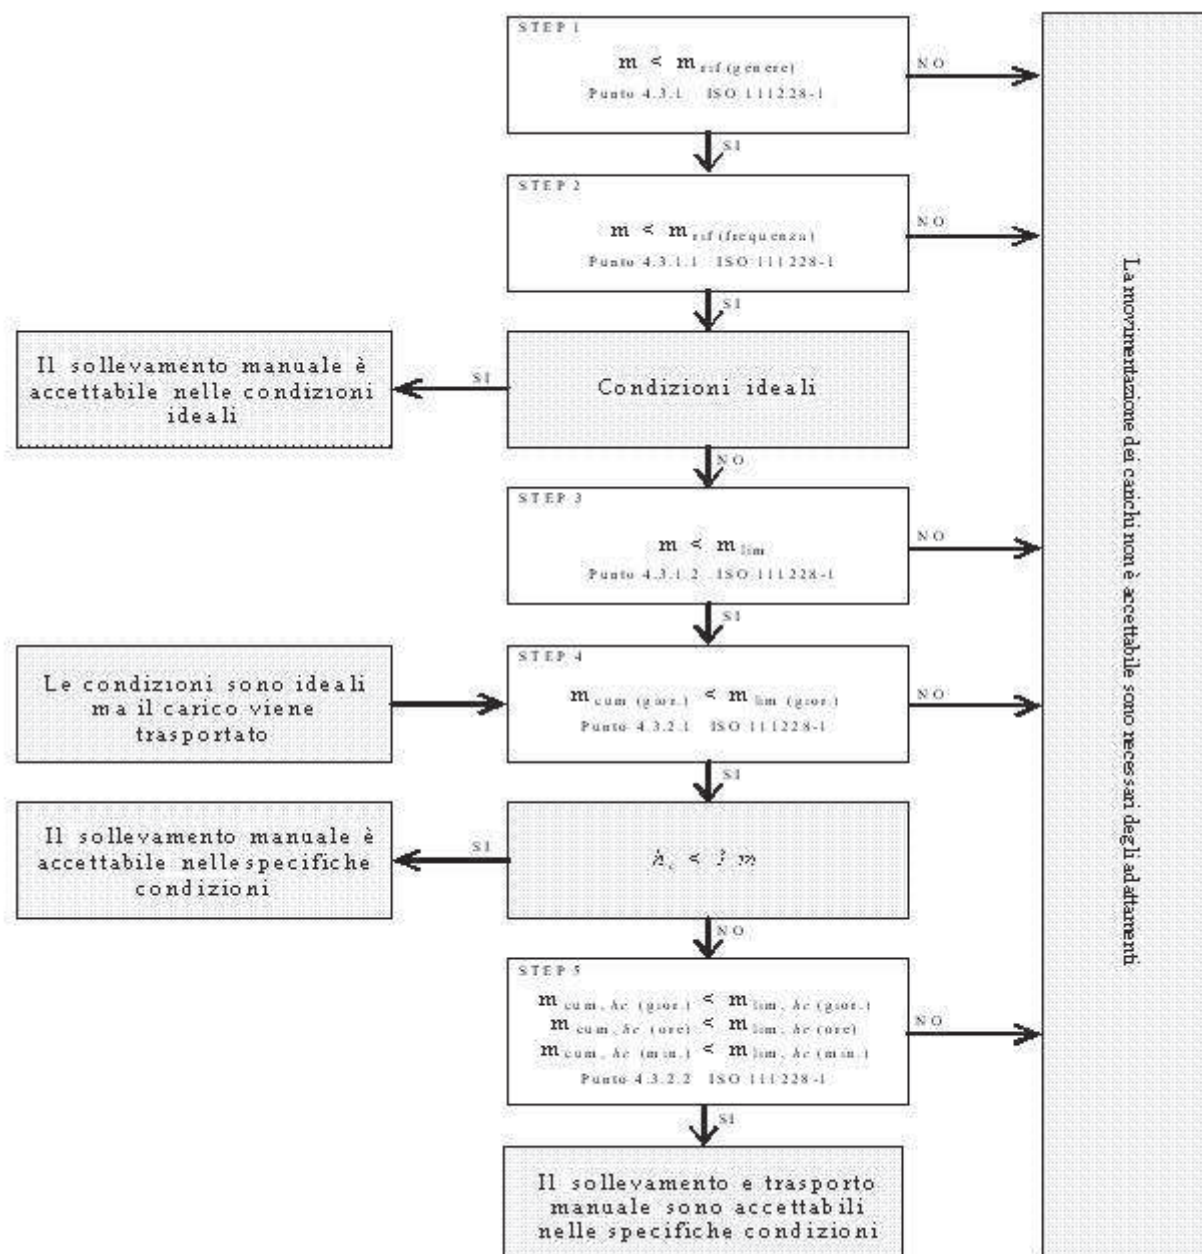 STEP 1
m < m rif (genere)
Punto 4.3.1 ISO 111228-1
NO
SI
STEP 2
m < m rif (frequenza)
Punto 4.3.1.1 ISO 111228-1
NO
SI
Il sollevamento manuale è
accettabile nelle condizioni
ideali
SI
Condizioni ideali
NO
STEP 3
m < m lim
Punto 4.3.1.2 ISO 111228-1
NO
SI
Le condizioni sono ideali
ma il carico viene
trasportato
STEP 4
m cum (gior.) < m lim (gior.)
Punto 4.3.2.1 ISO 111228-1
NO
SI
Il sollevamento manuale è
accettabile nelle specifiche
condizioni
SI
h c < m
NO
STEP 5
m cum, hc (gior.) < m lim, hc (gior.)
m cum, hc (ore) < m lim, hc (ore)
m cum, hc (min.) < m lim, hc (min.)
Punto 4.3.2.2 ISO 111228-1
NO
SI
Il sollevamento e trasporto
manuale sono accettabili
nelle specifiche condizioni
La movimentazione dei carichi non è accettabile sono necessari degli adattamenti